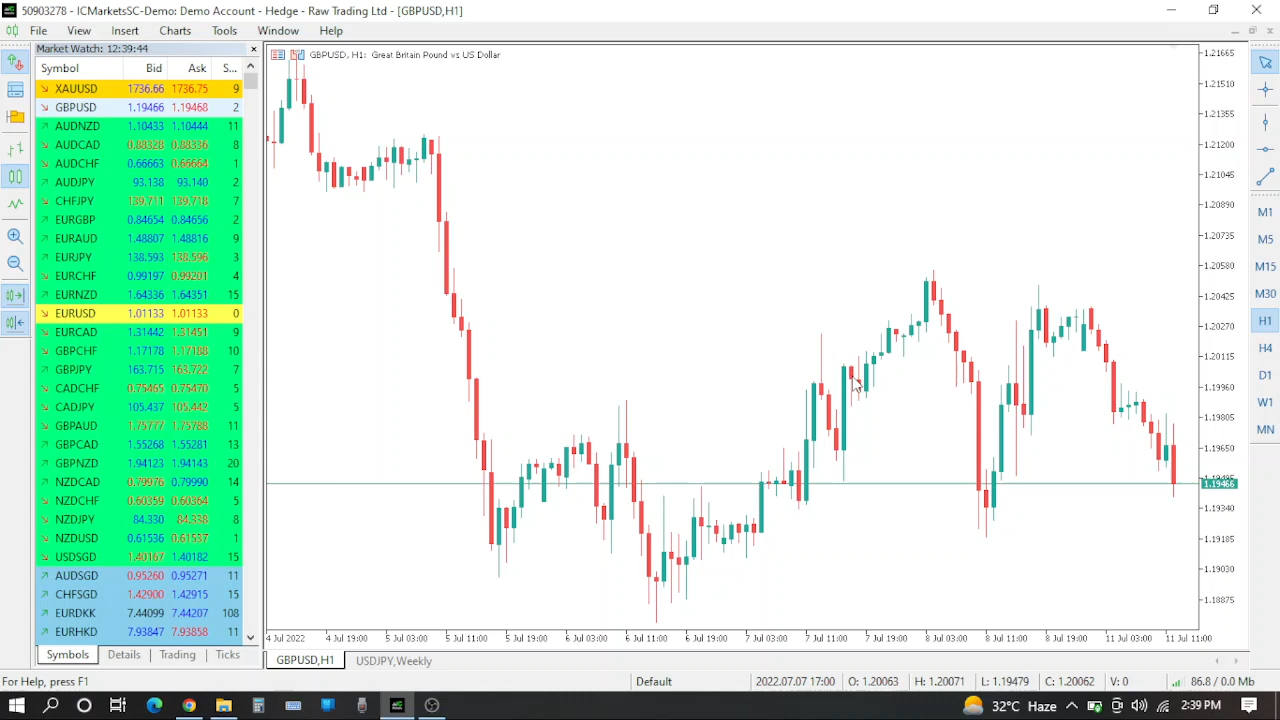 50903278 - ICMarketsSC-Demo: Demo Account - Hedge - Raw Trading Ltd - [GBPUSD,H1]
File View Insert Charts Tools Window Help
Market Watch: 12:39:44
Symbol Bid Ask S...
XAUUSD 1736.66 1736.75 9
GBPUSD 1.19466 1.19468 2
AUDNZD 1.10433 1.10444 11
AUDCAD 0.88328 0.88336 8
AUDCHF 0.66663 0.66664 1
AUDJPY 93.138 93.140 2
CHFJPY 139.711 139.718 7
EURGBP 0.84654 0.84656 2
EURAUD 1.48807 1.48816 9
EURJPY 138.593 138.596 3
EURCHF 0.99197 0.99201 4
EURNZD 1.64336 1.64351 15
EURUSD 1.01133 1.01133 0
EURCAD 1.31442 1.31451 9
GBPCHF 1.17178 1.17188 10
GBPJPY 163.715 163.722 7
CADCHF 0.75465 0.75470 5
CADJPY 105.437 105.442 5
GBPAUD 1.75777 1.75788 11
GBPCAD 1.55268 1.55281 13
GBPNZD 1.94123 1.94143 20
NZDCAD 0.79976 0.79990 14
NZDCHF 0.60359 0.60364 5
NZDJPY 84.330 84.338 8
NZDUSD 0.61536 0.61537 1
USDSGD 1.40167 1.40182 15
AUDSGD 0.95260 0.95271 11
CHFSGD 1.42900 1.42915 15
EURDKK 7.44099 7.44207 108
EURHKD 7.93847 7.93858 11
Symbols Details Trading Ticks
GBPUSD, H1: Great Britain Pound vs US Dollar
1.21665
1.21510
1.21355
1.21200
1.21045
1.20890
1.20735
1.20580
1.20425
1.20270
1.20115
1.19960
1.19805
1.19650
1.19466
1.19340
1.19185
1.19030
1.18875
4 Jul 2022 4 Jul 19:00 5 Jul 03:00 5 Jul 11:00 5 Jul 19:00 6 Jul 03:00 6 Jul 11:00 6 Jul 19:00 7 Jul 03:00 7 Jul 11:00 7 Jul 19:00 8 Jul 03:00 8 Jul 11:00 8 Jul 19:00 11 Jul 03:00 11 Jul 11:00
GBPUSD,H1 USDJPY,Weekly
M1
M5
M15
M30
H1
H4
D1
W1
MN
For Help, press F1 Default 2022.07.07 17:00 O: 1.20063 H: 1.20071 L: 1.19479 C: 1.20062 V: 0 86.8 / 0.0 Mb
32°C Haze 2:39 PM